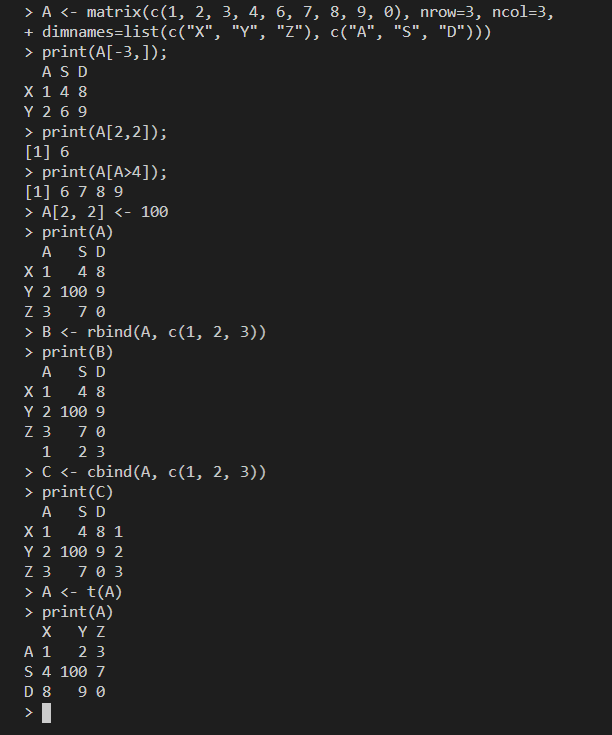 > A <- matrix(c(1, 2, 3, 4, 6, 7, 8, 9, 0), nrow=3, ncol=3,
+ dimnames=list(c("X", "Y", "Z"), c("A", "S", "D")))
> print(A[-3,]);
  A S D
X 1 4 8
Y 2 6 9
> print(A[2,2]);
[1] 6
> print(A[A>4]);
[1] 6 7 8 9
> A[2, 2] <- 100
> print(A)
  A   S D
X 1   4 8
Y 2 100 9
Z 3   7 0
> B <- rbind(A, c(1, 2, 3))
> print(B)
  A   S D
X 1   4 8
Y 2 100 9
Z 3   7 0
  1   2 3
> C <- cbind(A, c(1, 2, 3))
> print(C)
  A   S D
X 1   4 8 1
Y 2 100 9 2
Z 3   7 0 3
> A <- t(A)
> print(A)
  X   Y Z
A 1   2 3
S 4 100 7
D 8   9 0
>